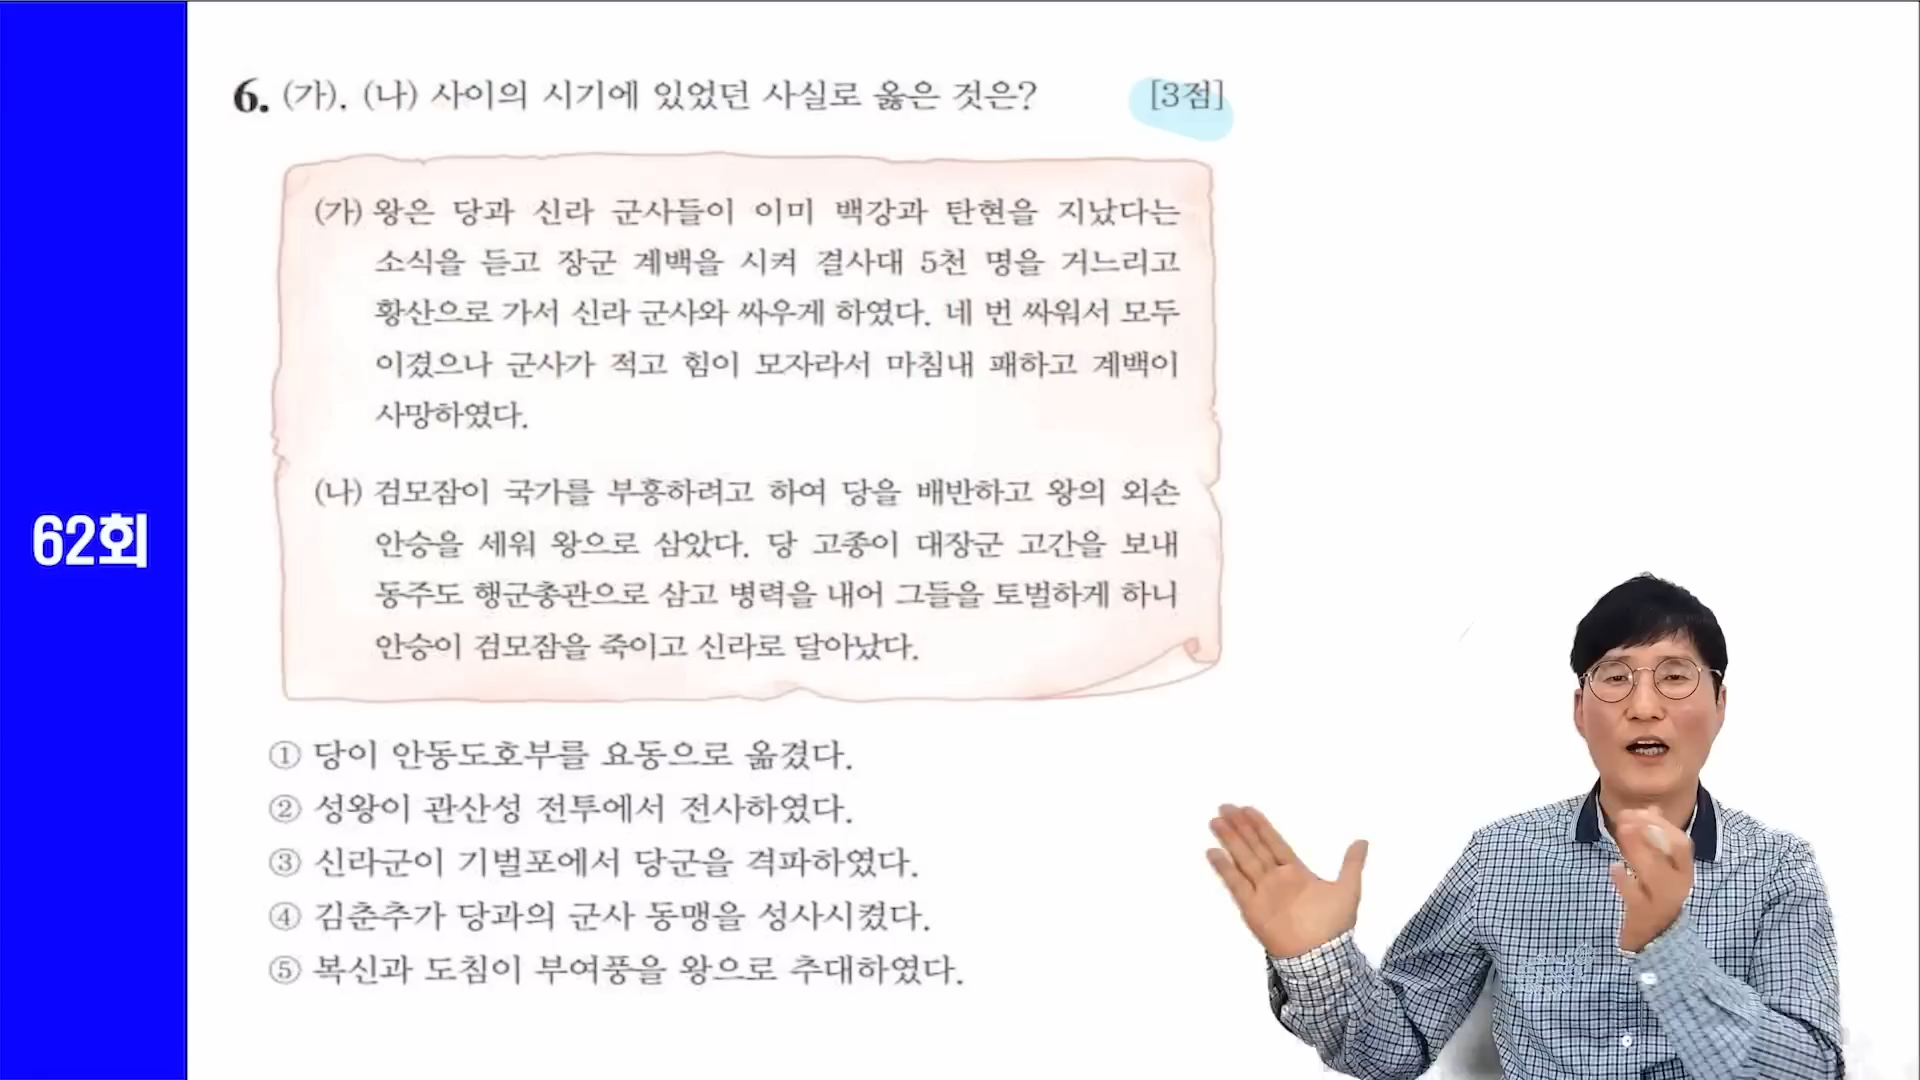 6. (가), (나) 사이의 시기에 있었던 사실로 옳은 것은? [3점]
(가) 왕은 당과 신라 군사들이 이미 백강과 탄현을 지났다는
소식을 듣고 장군 계백을 시켜 결사대 5천 명을 거느리고
황산으로 가서 신라 군사와 싸우게 하였다. 네 번 싸워서 모두
이겼으나 군사가 적고 힘이 모자라서 마침내 패하고 계백이
사망하였다.
(나) 검모잠이 국가를 부흥하려고 하여 당을 배반하고 왕의 외손
안승을 세워 왕으로 삼았다. 당 고종이 대장군 고간을 보내
동주도 행군총관으로 삼고 병력을 내어 그들을 토벌하게 하니
안승이 검모잠을 죽이고 신라로 달아났다.
62회
① 당이 안동도호부를 요동으로 옮겼다.
② 성왕이 관산성 전투에서 전사하였다.
③ 신라군이 기벌포에서 당군을 격파하였다.
④ 김춘추가 당과의 군사 동맹을 성사시켰다.
⑤ 복신과 도침이 부여풍을 왕으로 추대하였다.